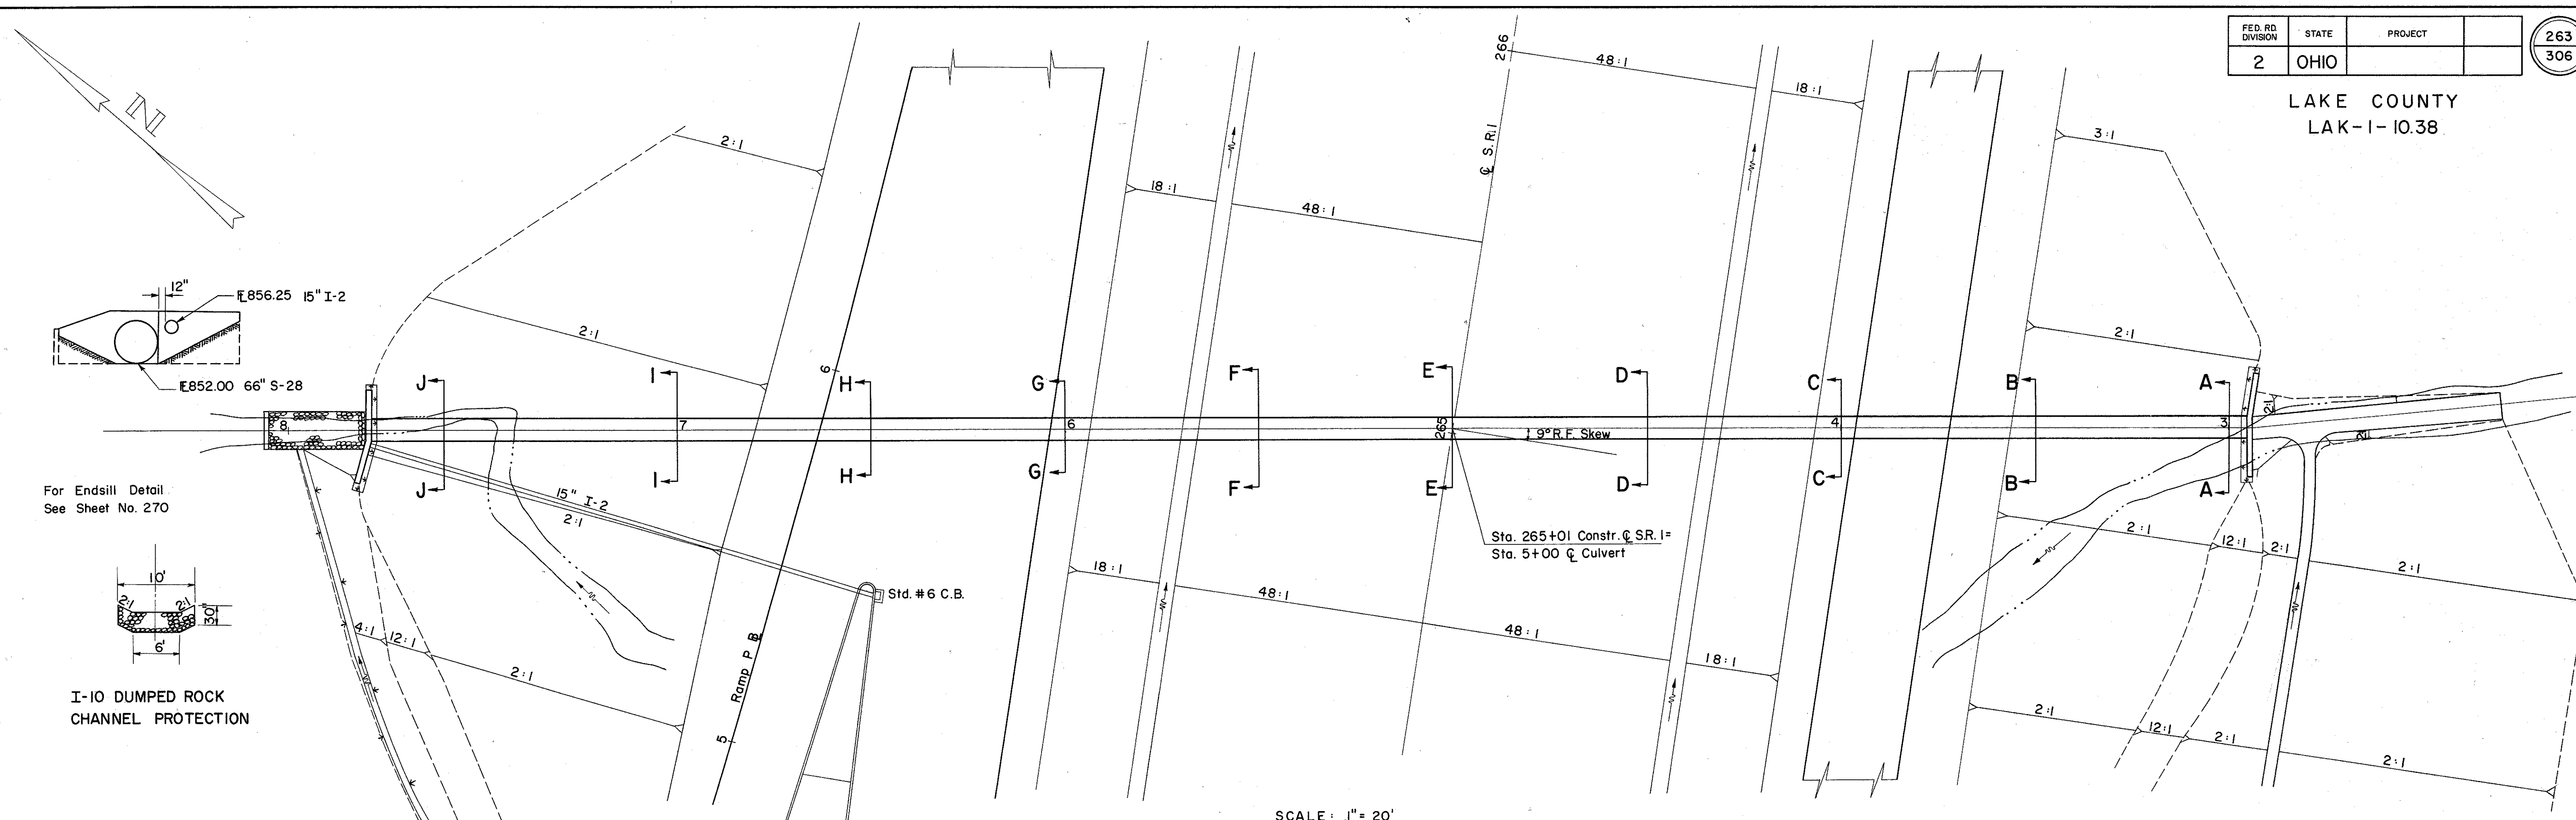 FED. RD. DIVISION STATE PROJECT
2 OHIO
263
306
LAKE COUNTY
LAK-1-10.38
N
266
48:1
18:1
3:1
2:1
℄ S.R.1
18:1
48:1
12"
F̵L 856.25 15" I-2
F̵L 852.00 66" S-28
2:1
2:1
6
J I H G F E D C B A
8 7 6 265 4 3
9° R.F. Skew
2:1
2:1
J I H G F E D C B A
For Endsill Detail
See Sheet No. 270
15" I-2
2:1
Sta. 265+01 Constr. ℄ S.R. 1=
Sta. 5+00 ℄ Culvert
2:1
12:1
2:1
2:1
10'
2:1 2:1
30"
6'
Std. #6 C.B.
18:1
48:1
48:1
18:1
4:1
12:1
2:1
Ramp P ⅊
5
I-10 DUMPED ROCK
CHANNEL PROTECTION
2:1
12:1
2:1
2:1
SCALE: 1"= 20'